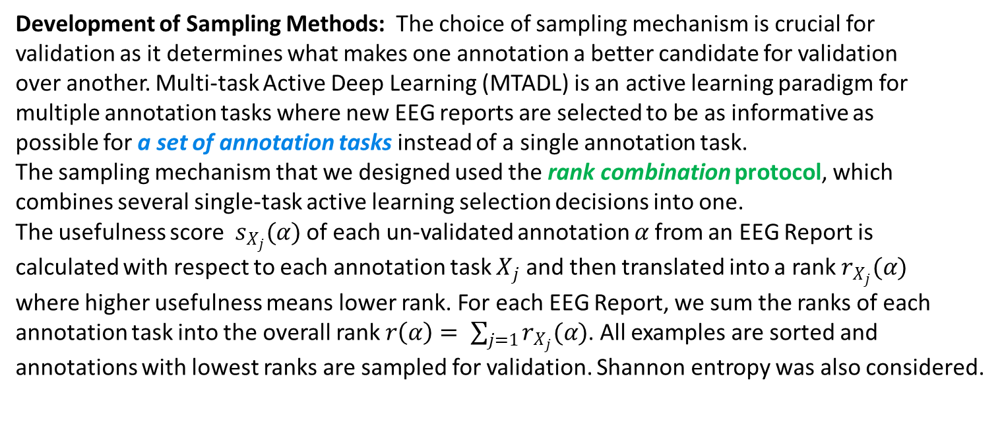 Development of Sampling Methods: The choice of sampling mechanism is crucial for
validation as it determines what makes one annotation a better candidate for validation
over another. Multi-task Active Deep Learning (MTADL) is an active learning paradigm for
multiple annotation tasks where new EEG reports are selected to be as informative as
possible for a set of annotation tasks instead of a single annotation task.
The sampling mechanism that we designed used the rank combination protocol, which
combines several single-task active learning selection decisions into one.
The usefulness score $s_{X_j}(\alpha)$ of each un-validated annotation $\alpha$ from an EEG Report is
calculated with respect to each annotation task $X_j$ and then translated into a rank $r_{X_j}(\alpha)$
where higher usefulness means lower rank. For each EEG Report, we sum the ranks of each
annotation task into the overall rank $r(\alpha) = \sum_{j=1} r_{X_j}(\alpha)$. All examples are sorted and
annotations with lowest ranks are sampled for validation. Shannon entropy was also considered.